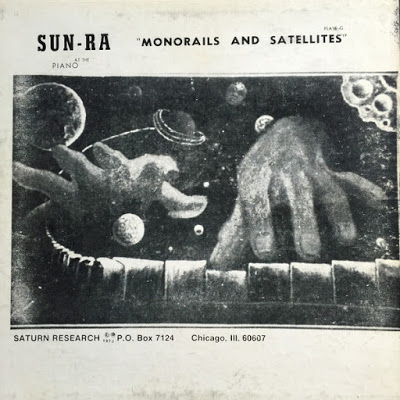 SUN-RA "MONORAILS AND SATELLITES"
AT THE
PIANO
SATURN RESEARCH © ℗ P.O. Box 7124 Chicago, Ill. 60607